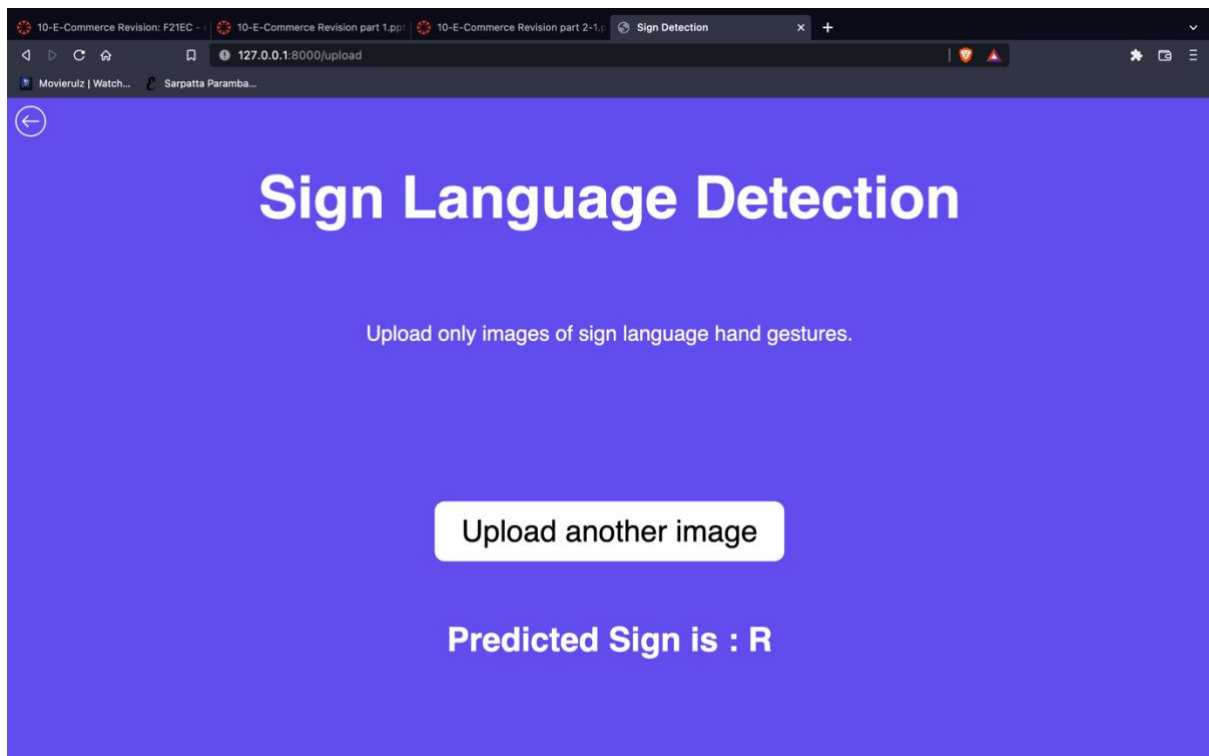 10-E-Commerce Revision: F21EC -
10-E-Commerce Revision part 1.pp
10-E-Commerce Revision part 2-1.p
Sign Detection
127.0.0.1:8000/upload
Movierulz | Watch...
Sarpatta Paramba...
Sign Language Detection
Upload only images of sign language hand gestures.
Upload another image
Predicted Sign is : R